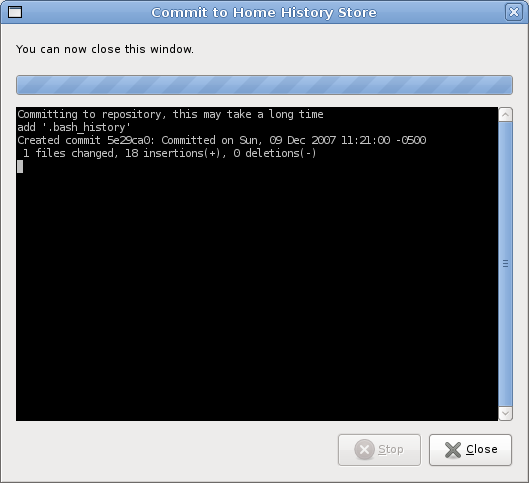 Commit to Home History Store
You can now close this window.
Committing to repository, this may take a long time
add '.bash_history'
Created commit 5e29ca0: Committed on Sun, 09 Dec 2007 11:21:00 -0500
1 files changed, 18 insertions(+), 0 deletions(-)
Stop
Close